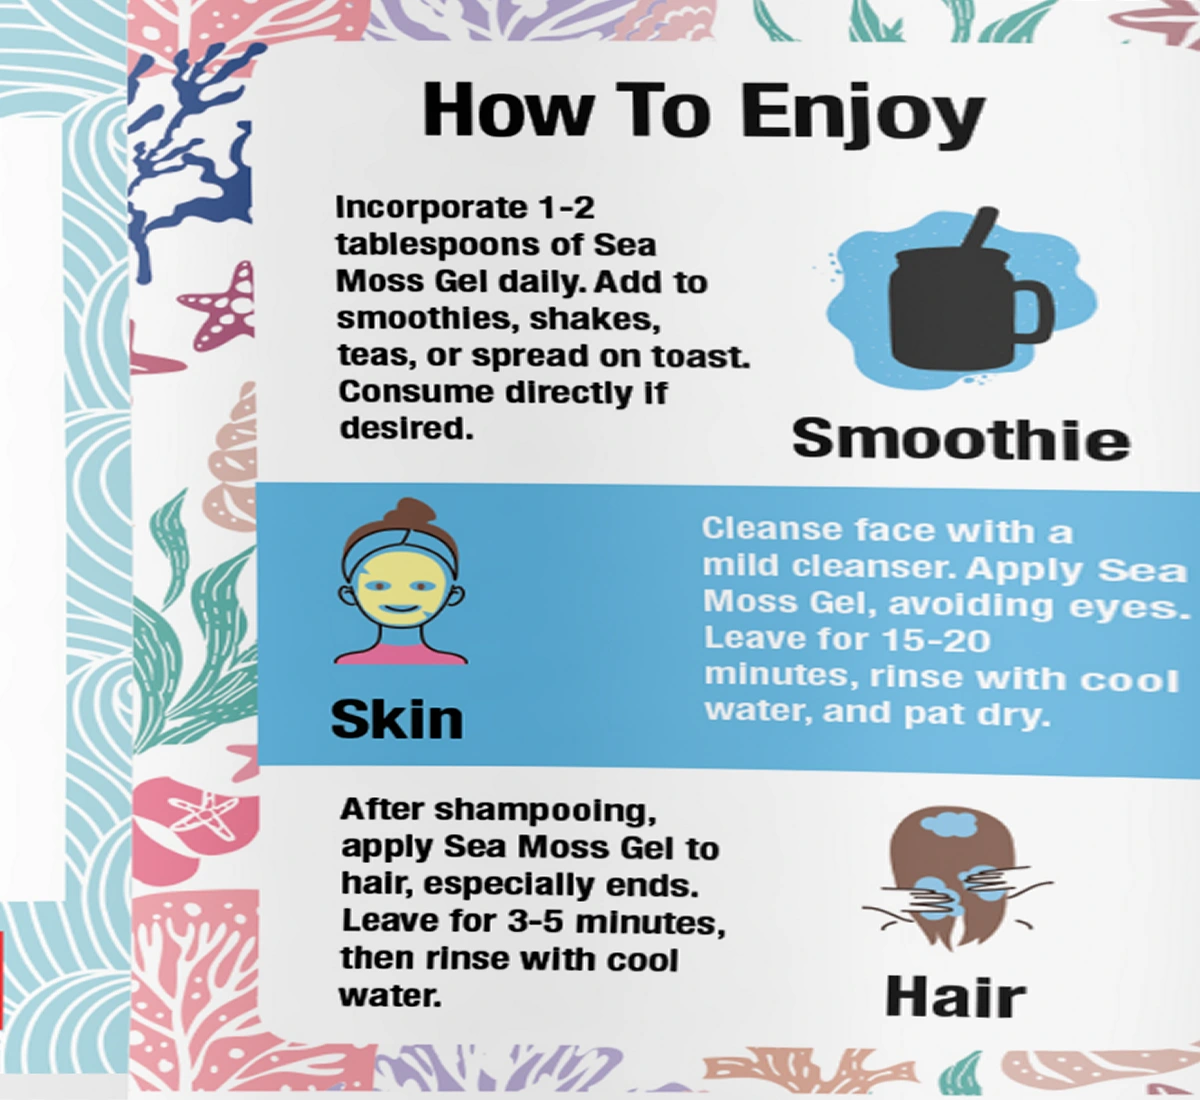 How To Enjoy
Incorporate 1-2
tablespoons of Sea
Moss Gel daily. Add to
smoothies, shakes,
teas, or spread on toast.
Consume directly if
desired.
Smoothie
Cleanse face with a
mild cleanser. Apply Sea
Moss Gel, avoiding eyes.
Leave for 15-20
minutes, rinse with cool
water, and pat dry.
Skin
After shampooing,
apply Sea Moss Gel to
hair, especially ends.
Leave for 3-5 minutes,
then rinse with cool
water.
Hair